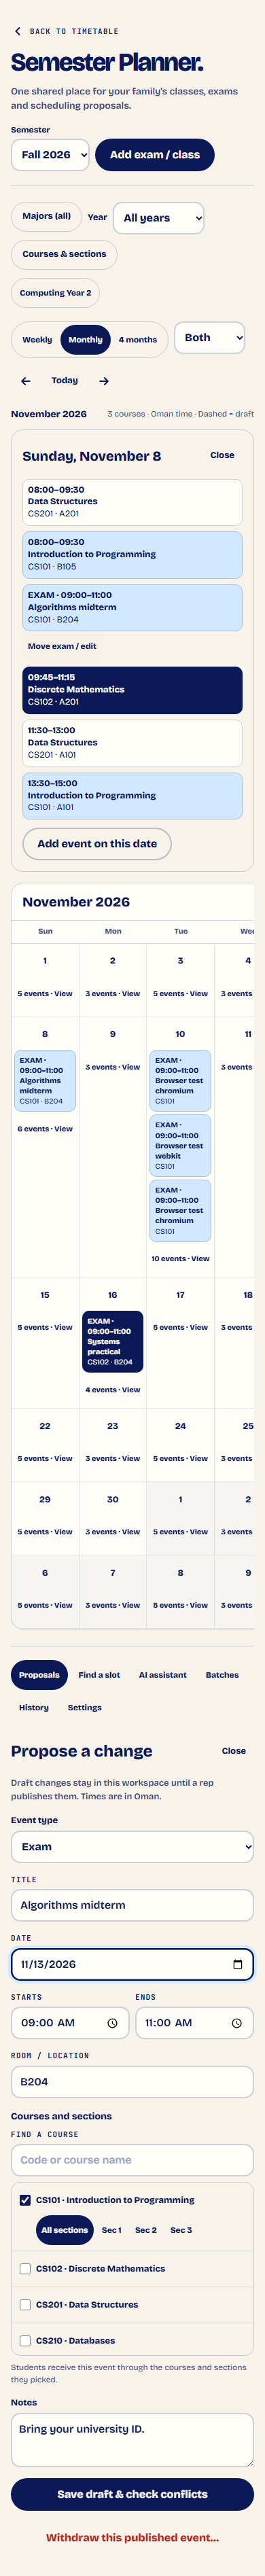 BACK TO TIMETABLE
Semester Planner.
One shared place for your family's classes, exams
and scheduling proposals.
Semester
Fall 2026
Add exam / class
Majors (all)
Year
All years
Courses & sections
Computing Year 2
Weekly
Monthly
4 months
Both
Today
November 2026
3 courses · Oman time · Dashed = draft
Sunday, November 8
Close
08:00–09:30
Data Structures
CS201 · A201
08:00–09:30
Introduction to Programming
CS101 · B105
EXAM · 09:00–11:00
Algorithms midterm
CS101 · B204
Move exam / edit
09:45–11:15
Discrete Mathematics
CS102 · A201
11:30–13:00
Data Structures
CS201 · A101
13:30–15:00
Introduction to Programming
CS101 · A101
Add event on this date
November 2026
Sun Mon Tue Wed
1 2 3 4
5 events · View 3 events · View 5 events · View 3 events
8 9 10 11
EXAM ·
09:00–11:00
Algorithms
midterm
CS101 · B204
6 events · View
3 events · View
EXAM ·
09:00–11:00
Browser test
chromium
CS101
EXAM ·
09:00–11:00
Browser test
webkit
CS101
EXAM ·
09:00–11:00
Browser test
chromium
CS101
10 events · View
3 events
15 16 17 18
5 events · View
EXAM ·
09:00–11:00
Systems
practical
CS102 · B204
4 events · View
5 events · View
3 events
22 23 24 25
5 events · View 3 events · View 5 events · View 3 events
29 30 1 2
5 events · View 3 events · View 5 events · View 3 events
6 7 8 9
5 events · View 3 events · View 5 events · View 3 events
Proposals
Find a slot
AI assistant
Batches
History
Settings
Propose a change
Close
Draft changes stay in this workspace until a rep
publishes them. Times are in Oman.
Event type
Exam
TITLE
Algorithms midterm
DATE
11/13/2026
STARTS
ENDS
09:00 AM
11:00 AM
ROOM / LOCATION
B204
Courses and sections
FIND A COURSE
Code or course name
CS101 · Introduction to Programming
All sections
Sec 1
Sec 2
Sec 3
CS102 · Discrete Mathematics
CS201 · Data Structures
CS210 · Databases
Students receive this event through the courses and sections
they picked.
Notes
Bring your university ID.
Save draft & check conflicts
Withdraw this published event...